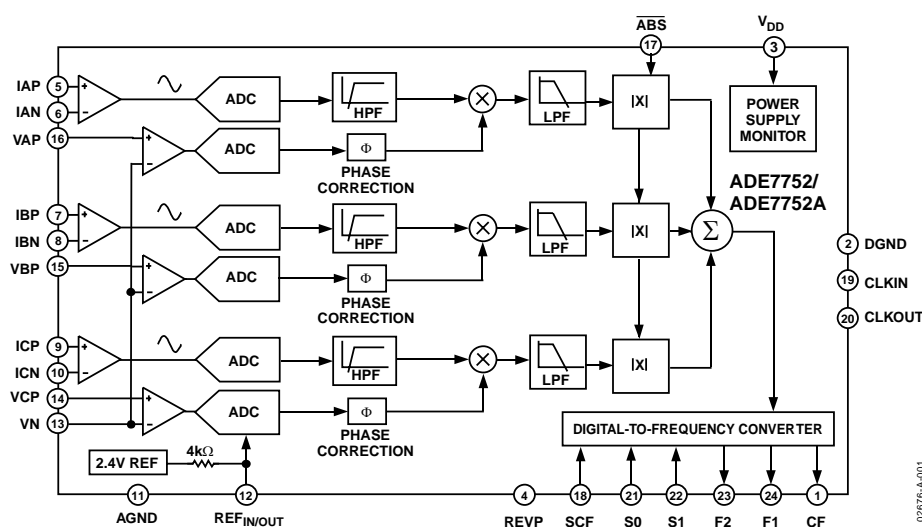 ABS
VDD
17
3
IAP 5
+
ADC
HPF
LPF
|X|
POWER
SUPPLY
MONITOR
IAN 6
–
VAP 16
+
–
ADC
Φ
PHASE
CORRECTION
ADE7752/
ADE7752A
IBP 7
+
ADC
HPF
LPF
|X|
Σ
IBN 8
–
2 DGND
VBP 15
+
–
ADC
Φ
PHASE
CORRECTION
19 CLKIN
20 CLKOUT
ICP 9
+
ADC
HPF
LPF
|X|
ICN 10
–
VCP 14
+
–
ADC
Φ
PHASE
CORRECTION
VN 13
DIGITAL-TO-FREQUENCY CONVERTER
2.4V REF
4kΩ
11
12
4
18
21
22
23
24
1
AGND
REFIN/OUT
REVP
SCF
S0
S1
F2
F1
CF
02676-A-001